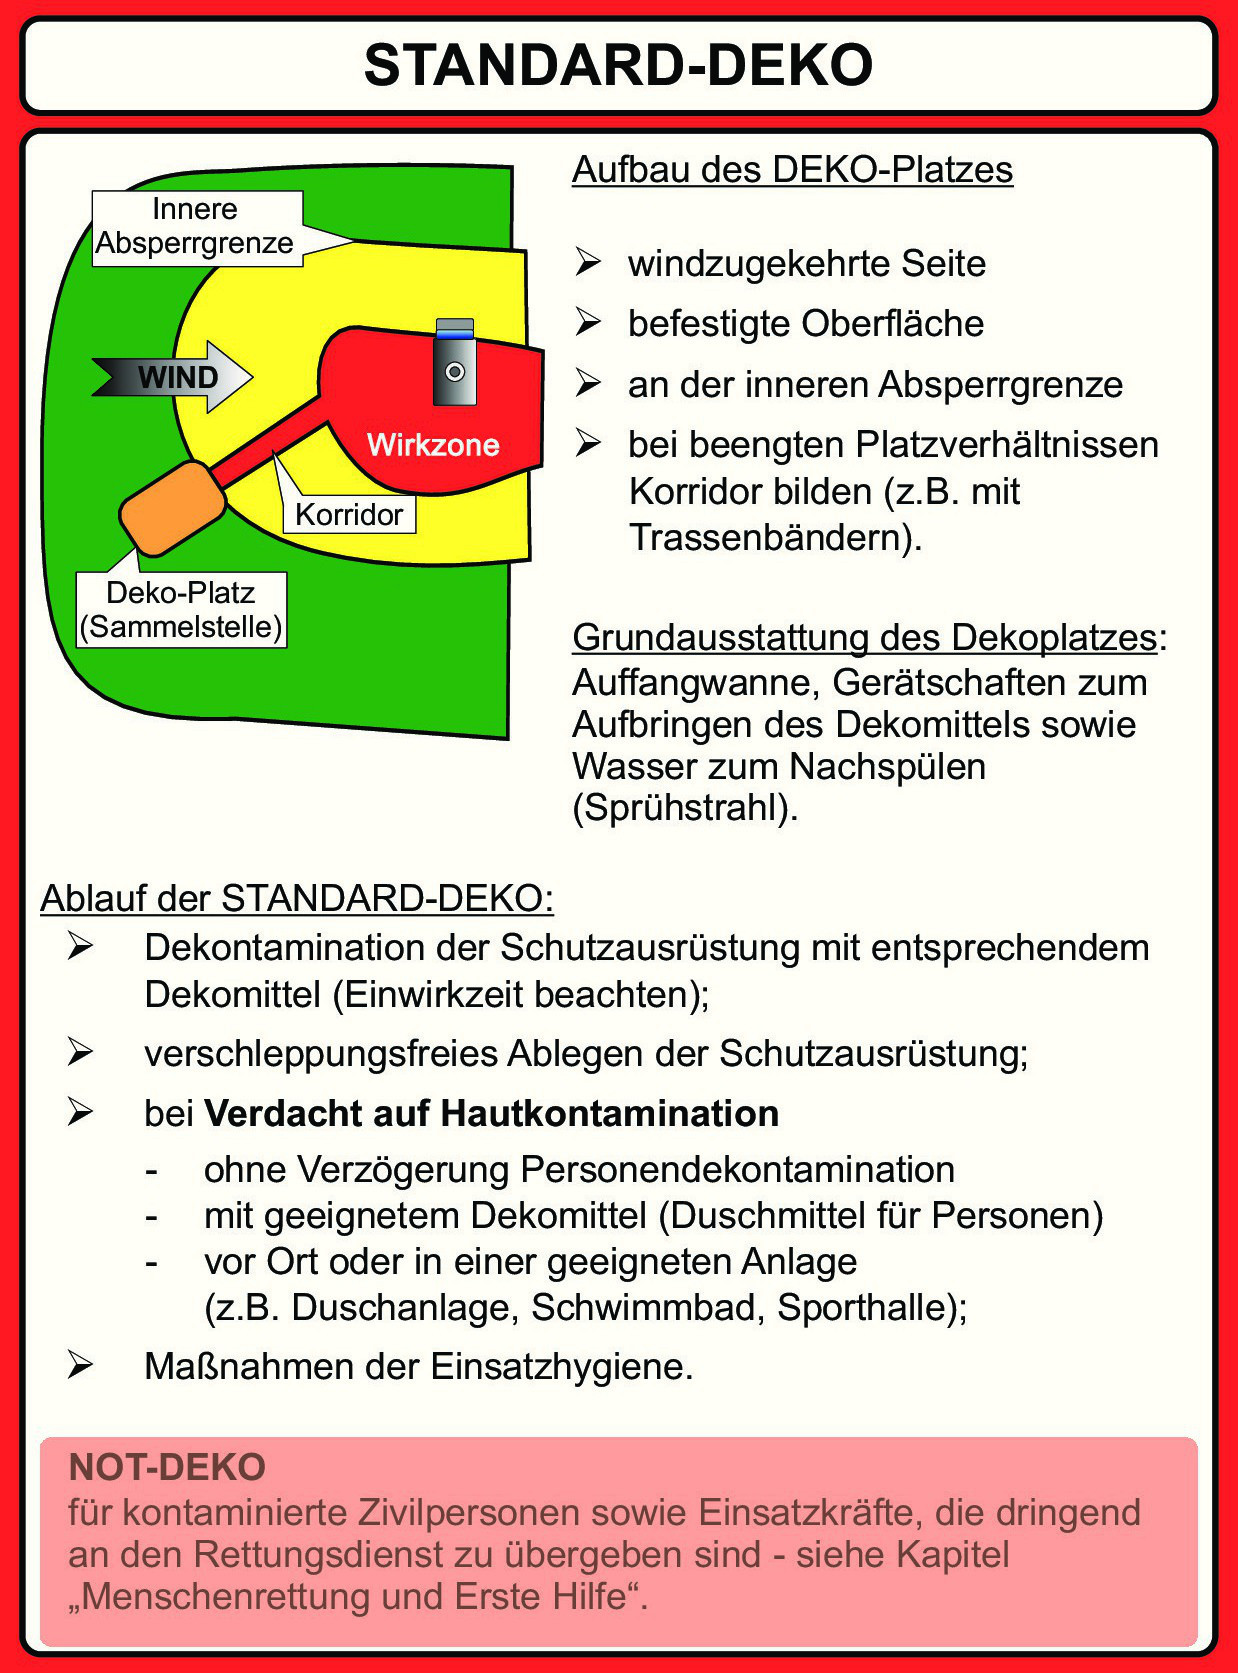 STANDARD-DEKO
Innere
Absperrgrenze
WIND
Wirkzone
Korridor
Deko-Platz
(Sammelstelle)
Aufbau des DEKO-Platzes
➢ windzugekehrte Seite
➢ befestigte Oberfläche
➢ an der inneren Absperrgrenze
➢ bei beengten Platzverhältnissen
Korridor bilden (z.B. mit
Trassenbändern).
Grundausstattung des Dekoplatzes:
Auffangwanne, Gerätschaften zum
Aufbringen des Dekomittels sowie
Wasser zum Nachspülen
(Sprühstrahl).
Ablauf der STANDARD-DEKO:
➢ Dekontamination der Schutzausrüstung mit entsprechendem
Dekomittel (Einwirkzeit beachten);
➢ verschleppungsfreies Ablegen der Schutzausrüstung;
➢ bei Verdacht auf Hautkontamination
- ohne Verzögerung Personendekontamination
- mit geeignetem Dekomittel (Duschmittel für Personen)
- vor Ort oder in einer geeigneten Anlage
(z.B. Duschanlage, Schwimmbad, Sporthalle);
➢ Maßnahmen der Einsatzhygiene.
NOT-DEKO
für kontaminierte Zivilpersonen sowie Einsatzkräfte, die dringend
an den Rettungsdienst zu übergeben sind - siehe Kapitel
„Menschenrettung und Erste Hilfe“.